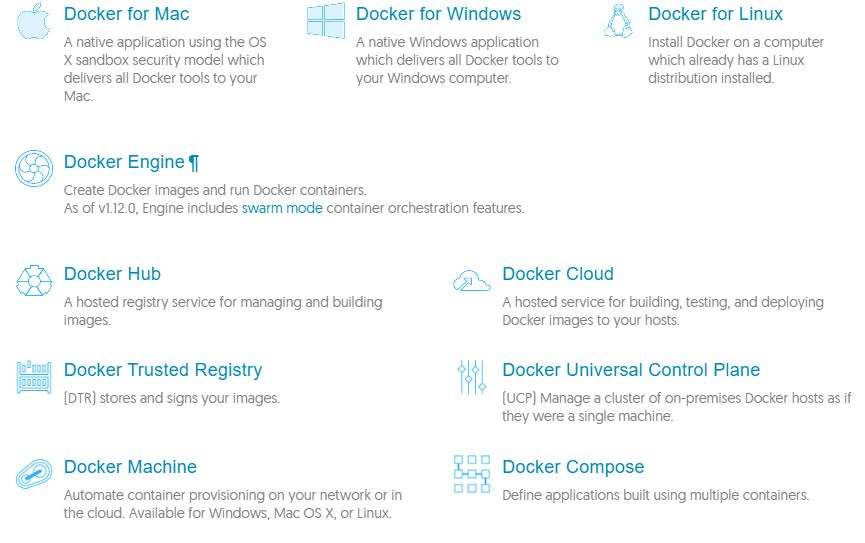 Docker for Mac
A native application using the OS
X sandbox security model which
delivers all Docker tools to your
Mac.
Docker for Windows
A native Windows application
which delivers all Docker tools to
your Windows computer.
Docker for Linux
Install Docker on a computer
which already has a Linux
distribution installed.
Docker Engine¶
Create Docker images and run Docker containers.
As of v1.12.0, Engine includes swarm mode container orchestration features.
Docker Hub
A hosted registry service for managing and building
images.
Docker Cloud
A hosted service for building, testing, and deploying
Docker images to your hosts.
Docker Trusted Registry
(DTR) stores and signs your images.
Docker Universal Control Plane
(UCP) Manage a cluster of on-premises Docker hosts as if
they were a single machine.
Docker Machine
Automate container provisioning on your network or in
the cloud. Available for Windows, Mac OS X, or Linux.
Docker Compose
Define applications built using multiple containers.